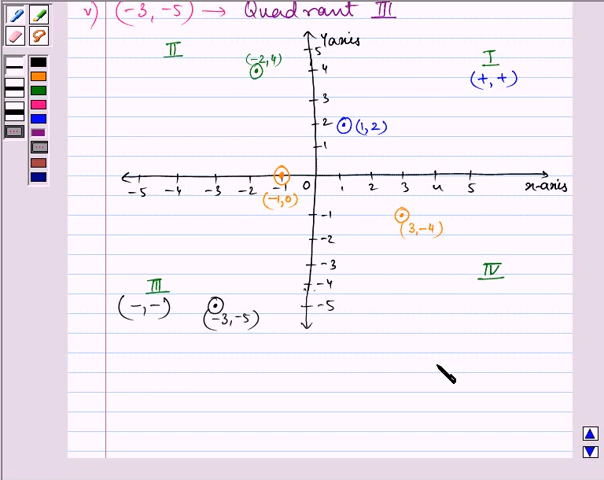 v) (-3, -5) → Quadrant III
Y axis
II
5
(-2,4)
4
I
(+, +)
3
2
(1, 2)
1
-5 -4 -3 -2 -1 0 1 2 3 4 5 x-axis
(-1,0)
-1
(3,-4)
-2
-3
IV
III
-4
(-, -)
-5
(-3,-5)